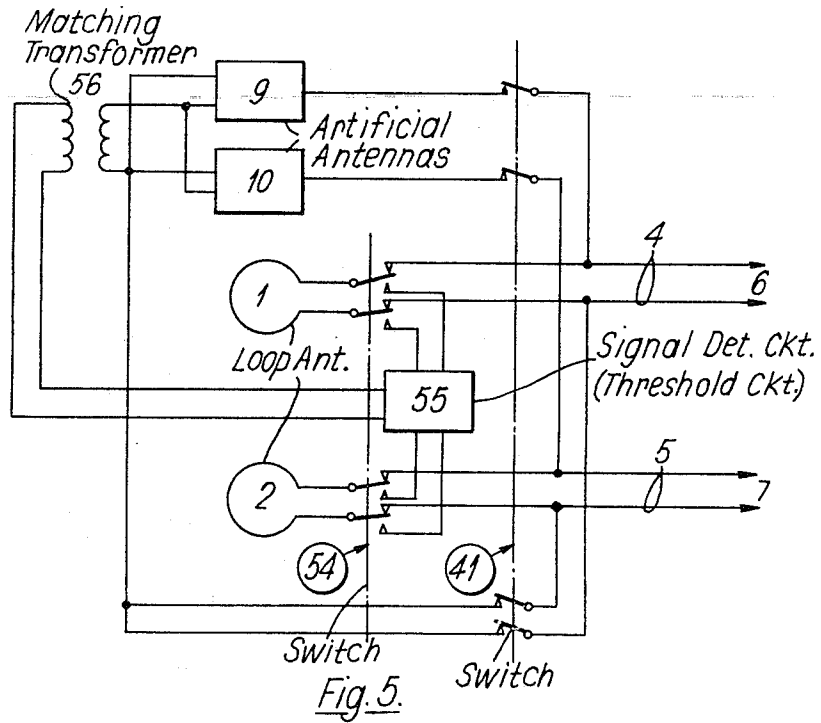 Matching
Transformer
56
9
Artificial
Antennas
10
4
6
1
Loop Ant.
Signal Det. Ckt.
(Threshold Ckt.)
55
5
7
2
54
41
Switch
Switch
Fig. 5.